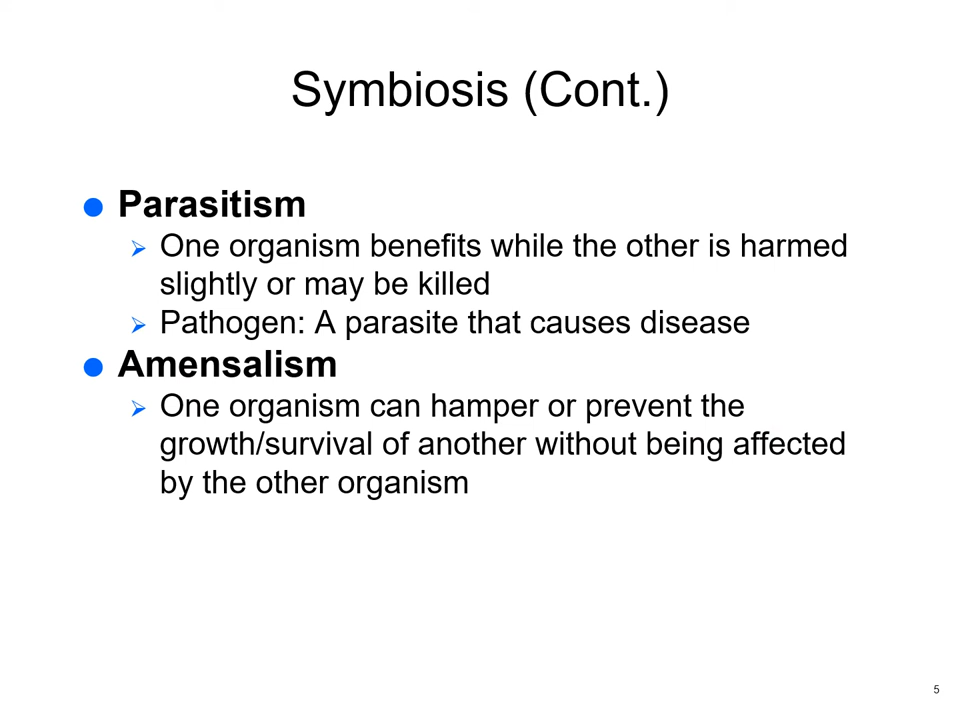 Symbiosis (Cont.)
Parasitism
One organism benefits while the other is harmed
slightly or may be killed
Pathogen: A parasite that causes disease
Amensalism
One organism can hamper or prevent the
growth/survival of another without being affected
by the other organism
5